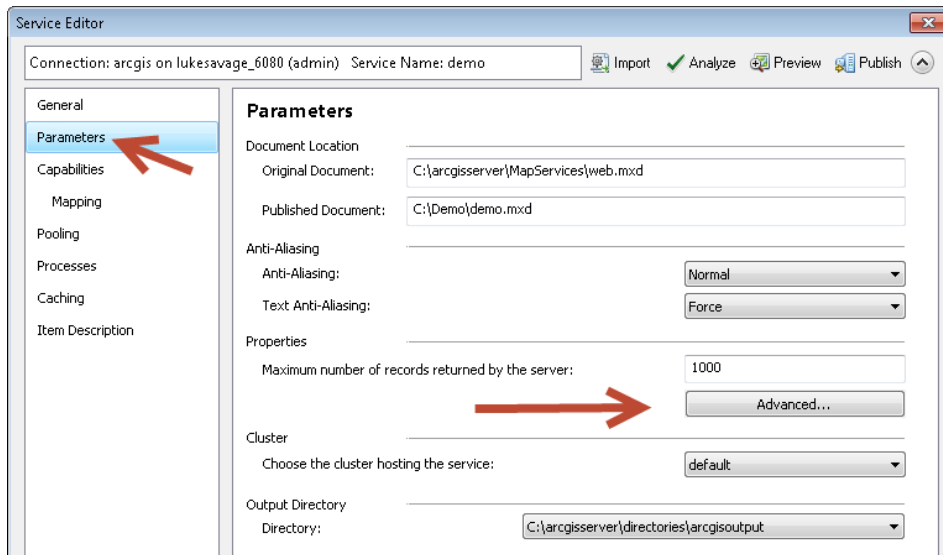 Service Editor
Connection: arcgis on lukesavage_6080 (admin) Service Name: demo
Import
Analyze
Preview
Publish
General
Parameters
Capabilities
Mapping
Pooling
Processes
Caching
Item Description
Parameters
Document Location
Original Document: C:\arcgisserver\MapServices\web.mxd
Published Document: C:\Demo\demo.mxd
Anti-Aliasing
Anti-Aliasing: Normal
Text Anti-Aliasing: Force
Properties
Maximum number of records returned by the server: 1000
Advanced...
Cluster
Choose the cluster hosting the service: default
Output Directory
Directory: C:\arcgisserver\directories\arcgisoutput